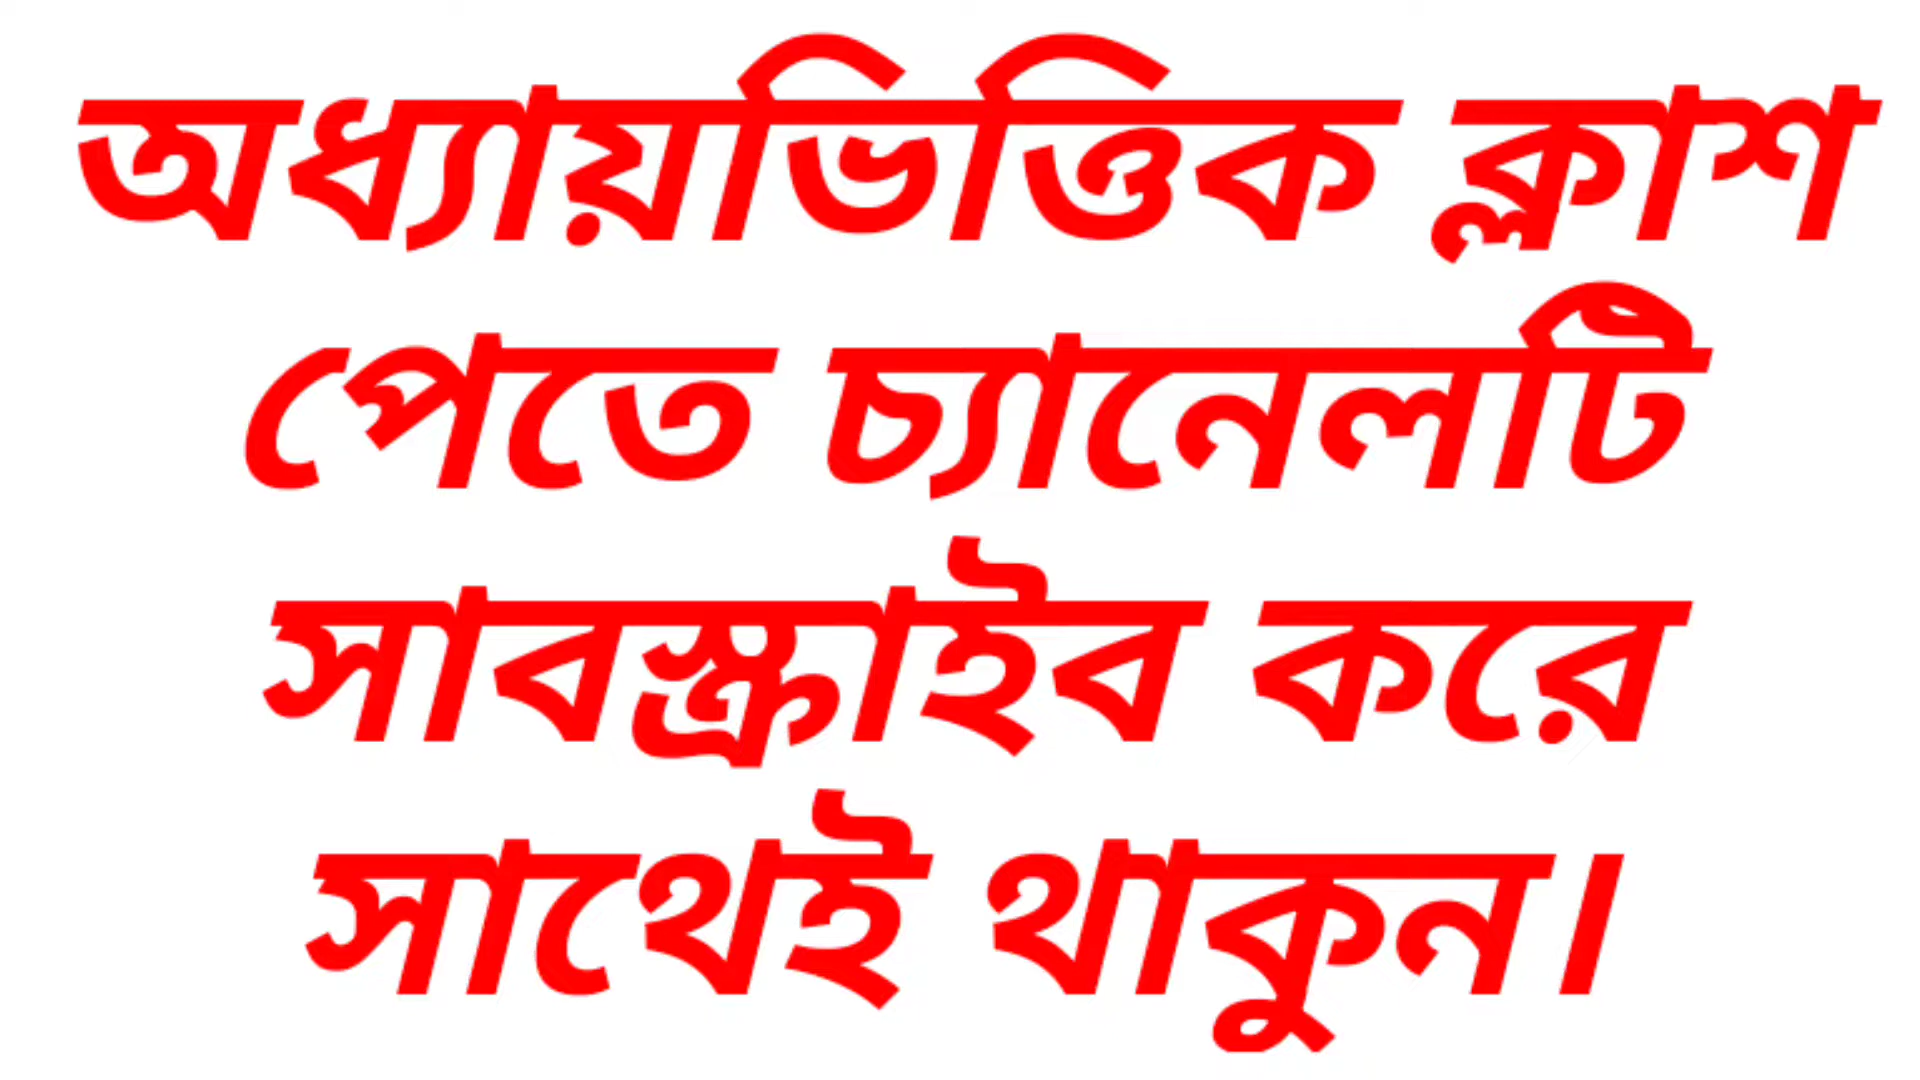 অধ্যায়ভিত্তিক ক্লাশ
পেতে চ্যানেলটি
সাবস্ক্রাইব করে
সাথেই থাকুন।